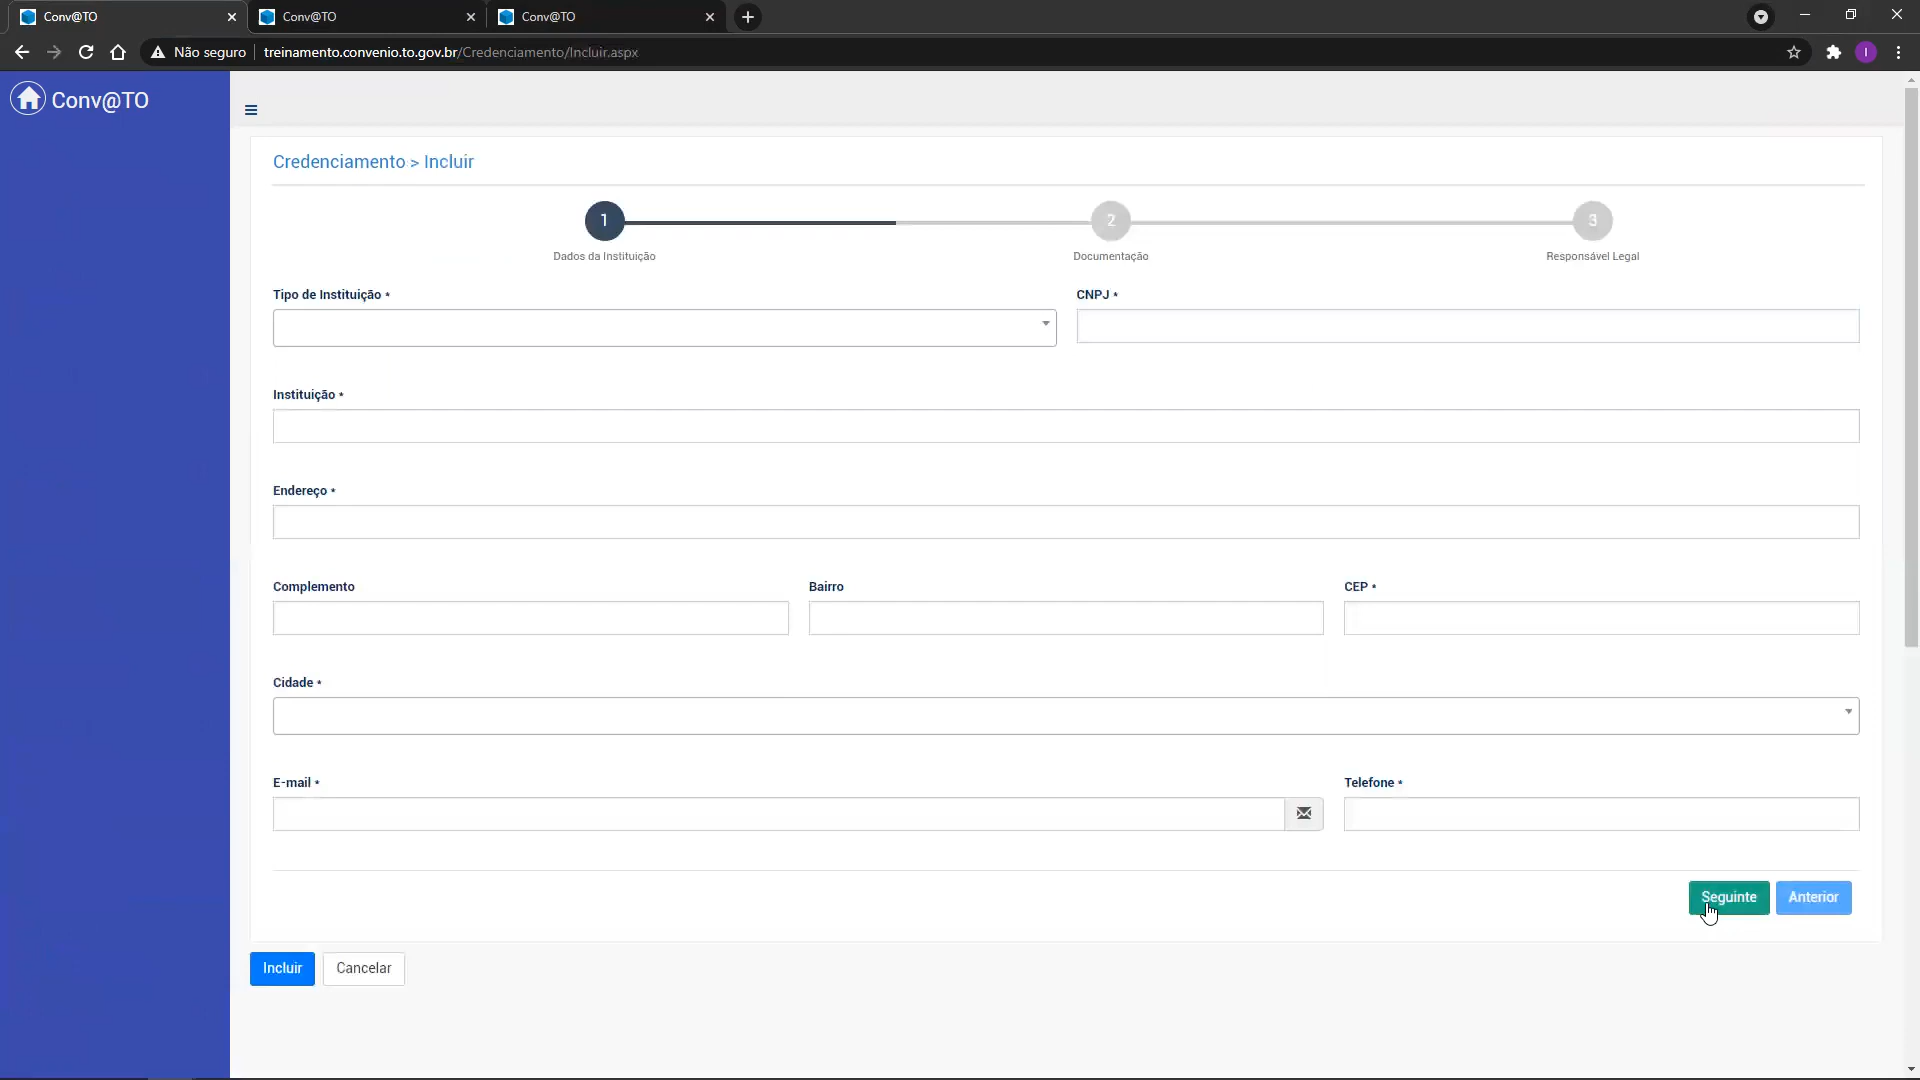 Conv@TO
Conv@TO
Conv@TO
Não seguro
treinamento.convenio.to.gov.br/Credenciamento/Incluir.aspx
I
Conv@TO
Credenciamento > Incluir
1
2
3
Dados da Instituição
Documentação
Responsável Legal
Tipo de Instituição *
CNPJ *
Instituição *
Endereço *
Complemento
Bairro
CEP *
Cidade *
E-mail *
Telefone *
Seguinte
Anterior
Incluir
Cancelar